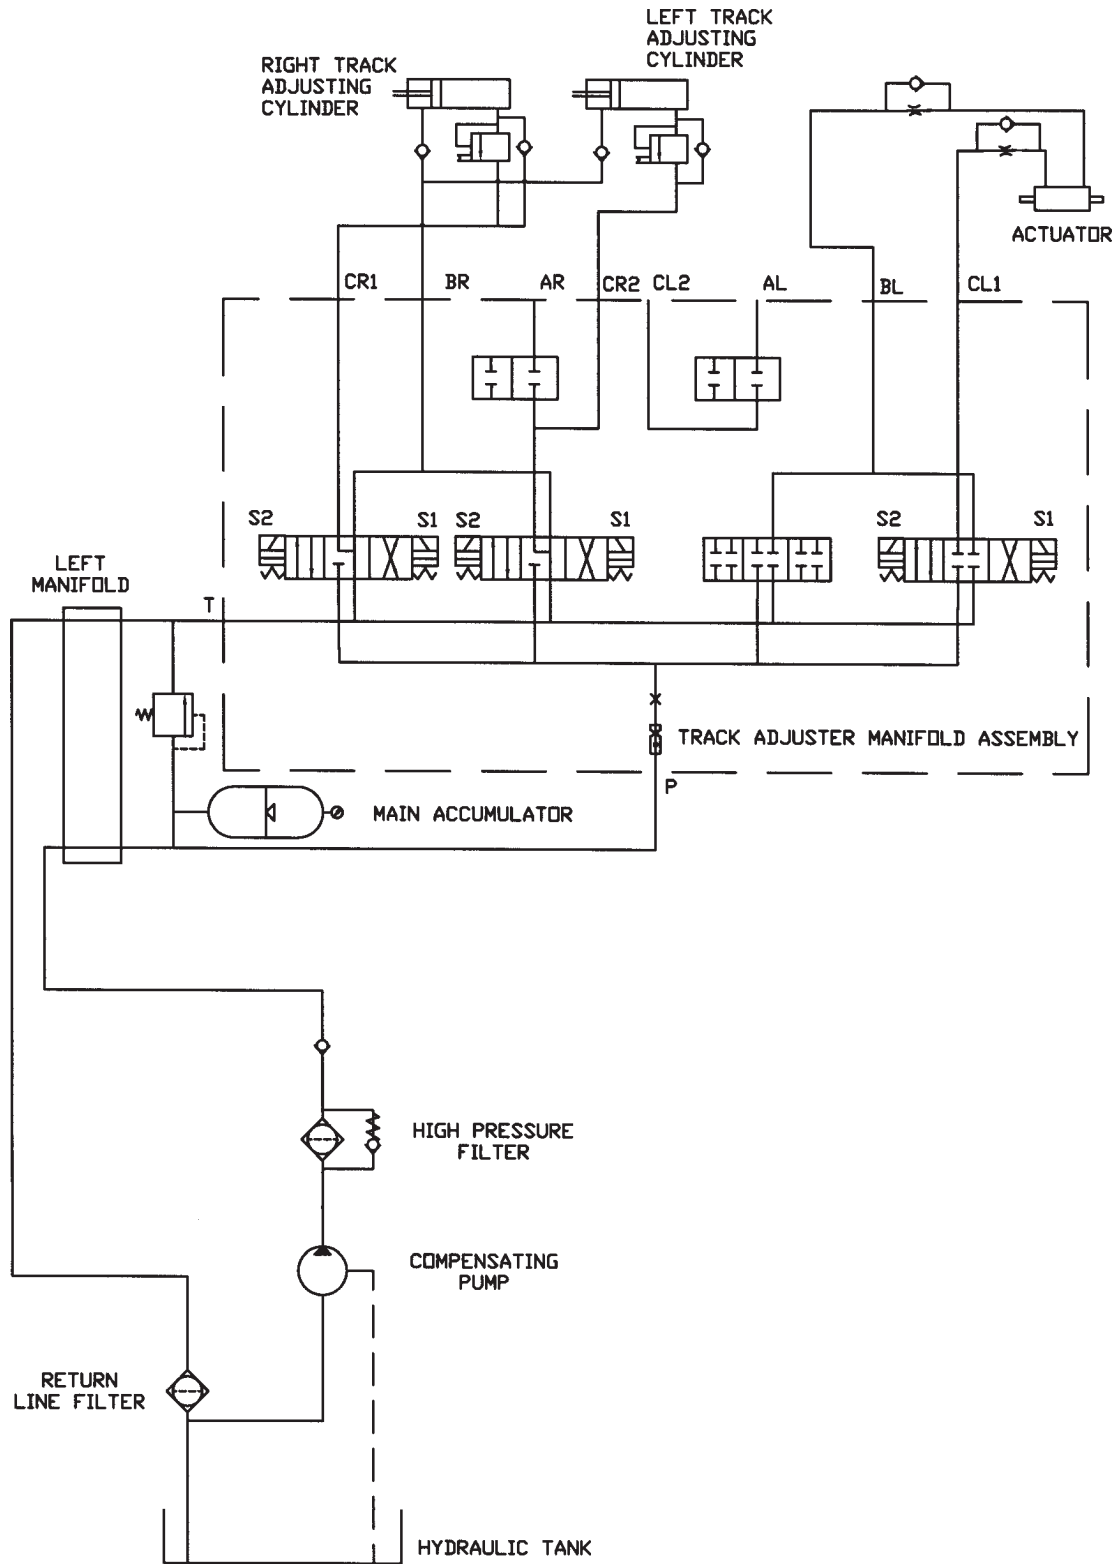 LEFT TRACK
ADJUSTING
CYLINDER
RIGHT TRACK
ADJUSTING
CYLINDER
ACTUATOR
CR1 BR AR CR2 CL2 AL BL CL1
S2 S1 S2 S1 S2 S1
LEFT
MANIFOLD
T
TRACK ADJUSTER MANIFOLD ASSEMBLY
P
MAIN ACCUMULATOR
HIGH PRESSURE
FILTER
COMPENSATING
PUMP
RETURN
LINE FILTER
HYDRAULIC TANK